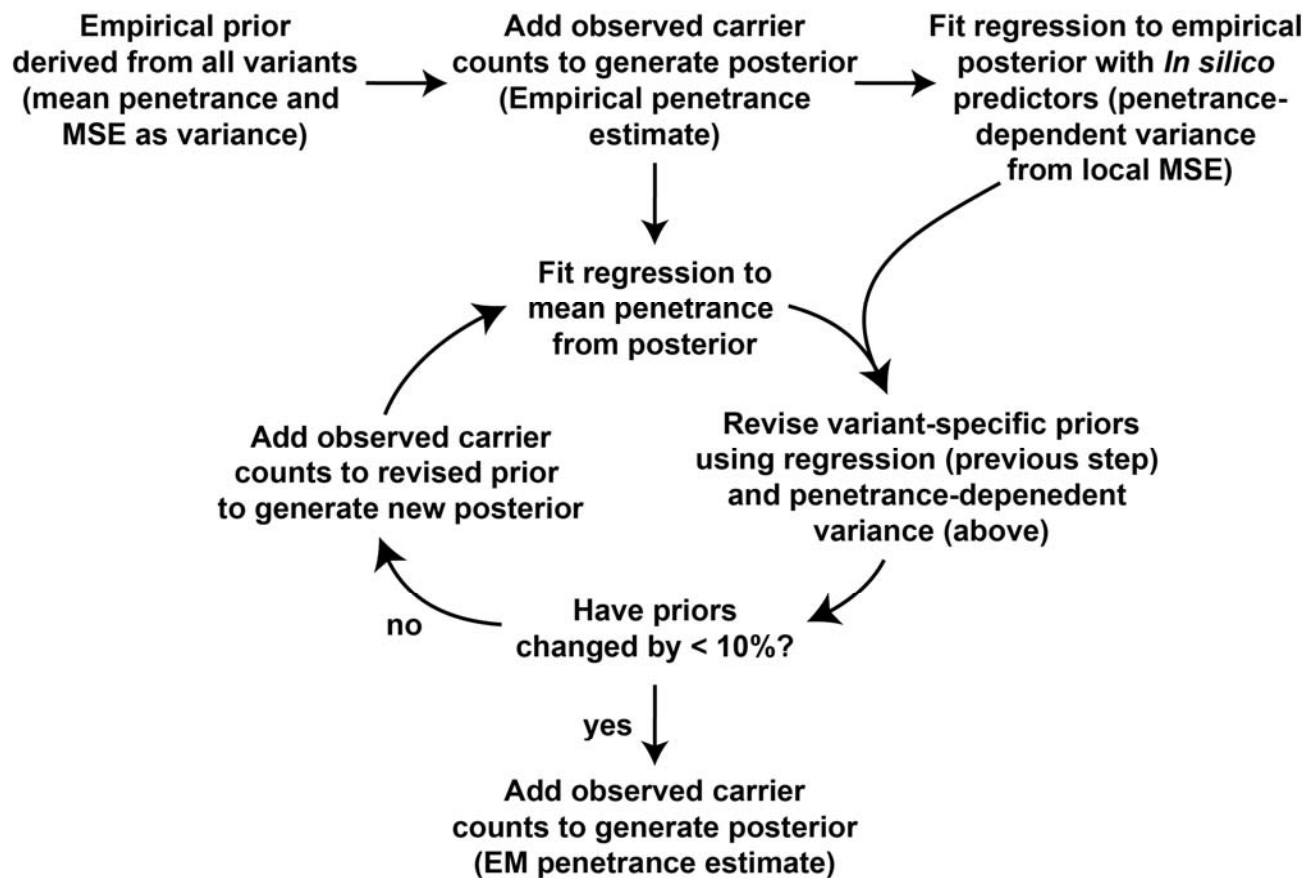 Empirical prior
derived from all variants
(mean penetrance and
MSE as variance)
Add observed carrier
counts to generate posterior
(Empirical penetrance
estimate)
Fit regression to empirical
posterior with In silico
predictors (penetrance-
dependent variance
from local MSE)
Fit regression to
mean penetrance
from posterior
Add observed carrier
counts to revised prior
to generate new posterior
Revise variant-specific priors
using regression (previous step)
and penetrance-depenedent
variance (above)
no
Have priors
changed by < 10%?
yes
Add observed carrier
counts to generate posterior
(EM penetrance estimate)